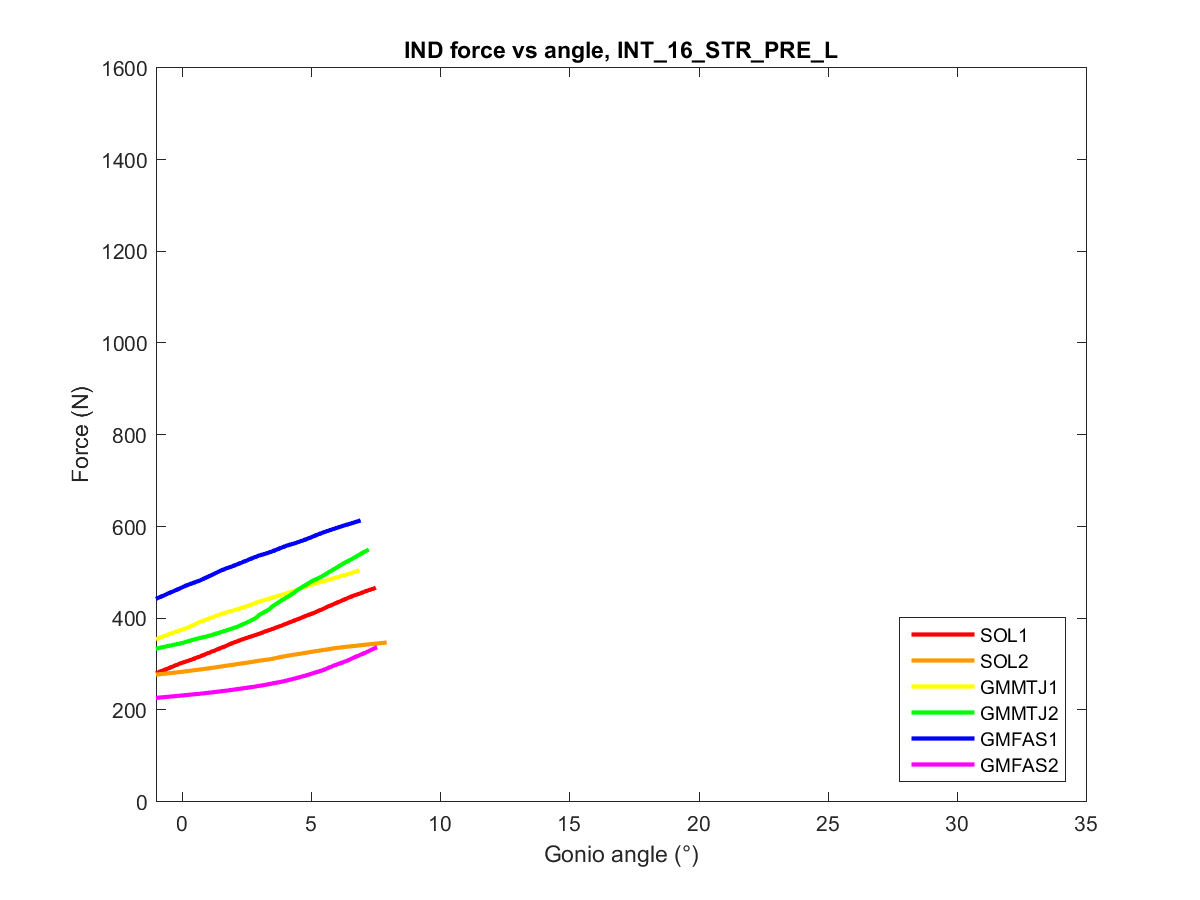 IND force vs angle, INT_16_STR_PRE_L
1600
1400
1200
1000
800
600
400
200
0
Force (N)
0 5 10 15 20 25 30 35
Gonio angle (°)
SOL1
SOL2
GMMTJ1
GMMTJ2
GMFAS1
GMFAS2